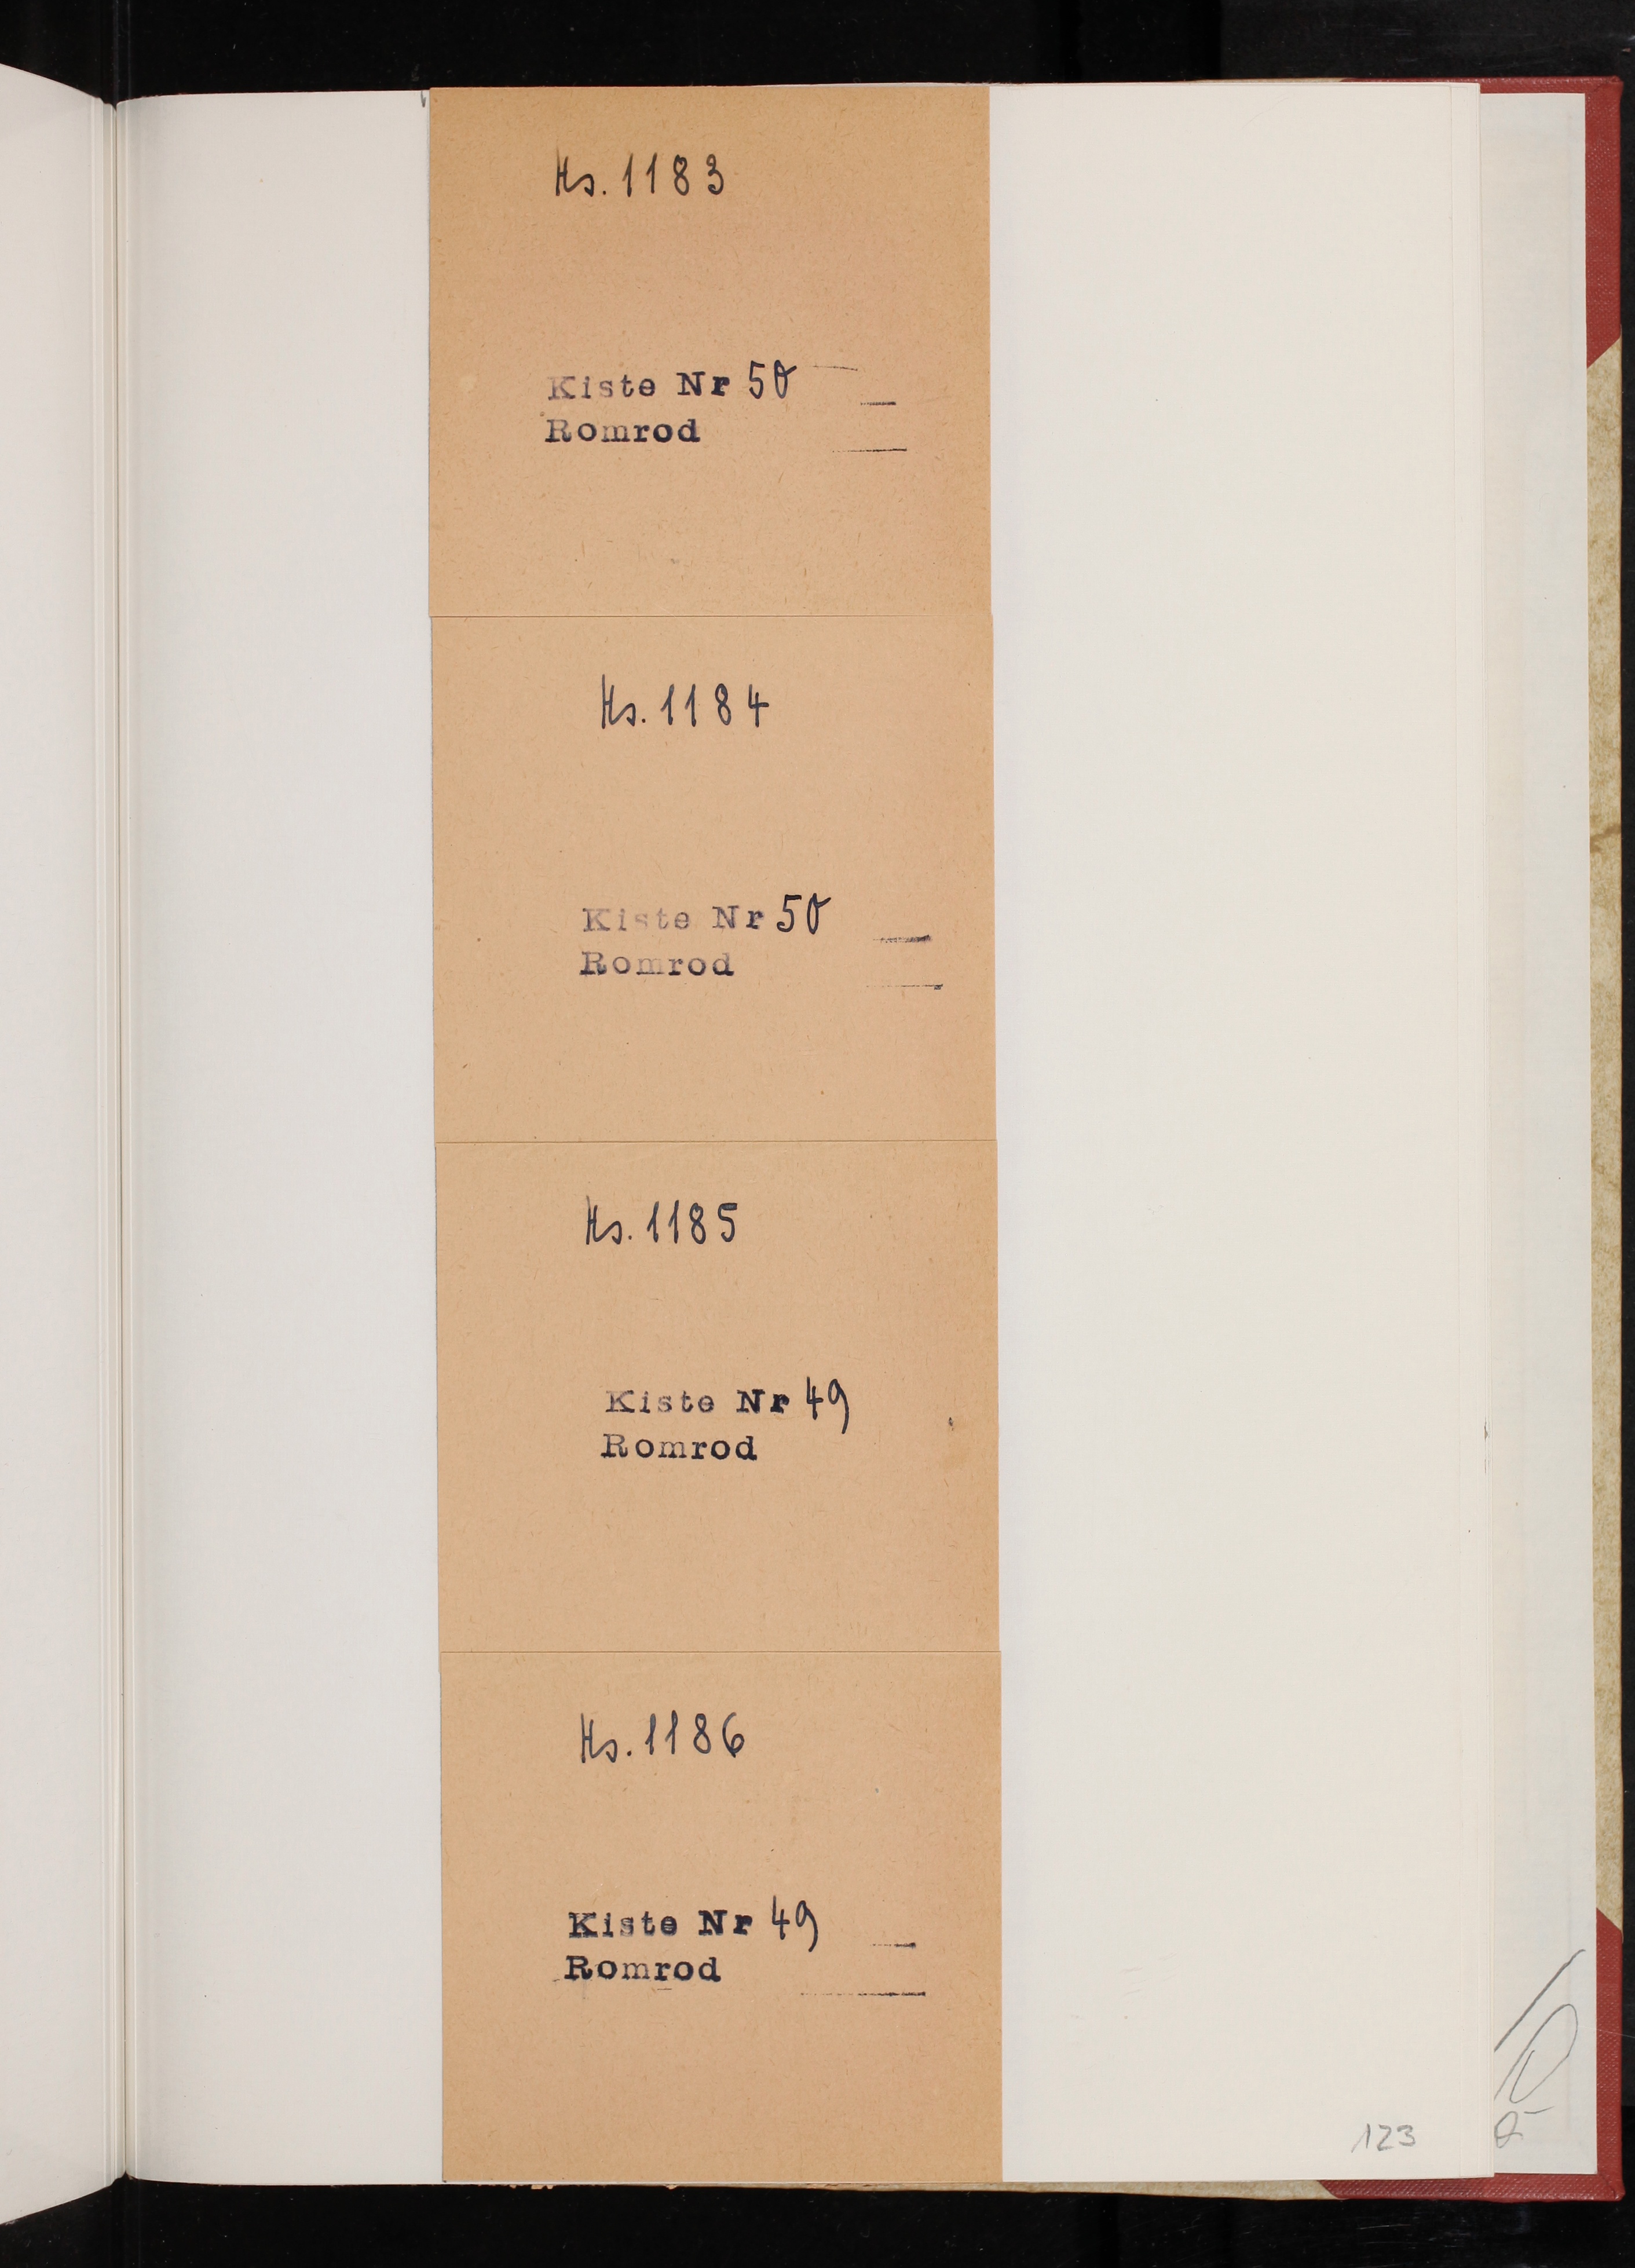 Hs. 1183
Kiste Nr 50
Romrod
Hs. 1184
Kiste Nr 50
Romrod
Hs. 1185
Kiste Nr 49
Romrod
Hs. 1186
Kiste Nr 49
Romrod
123